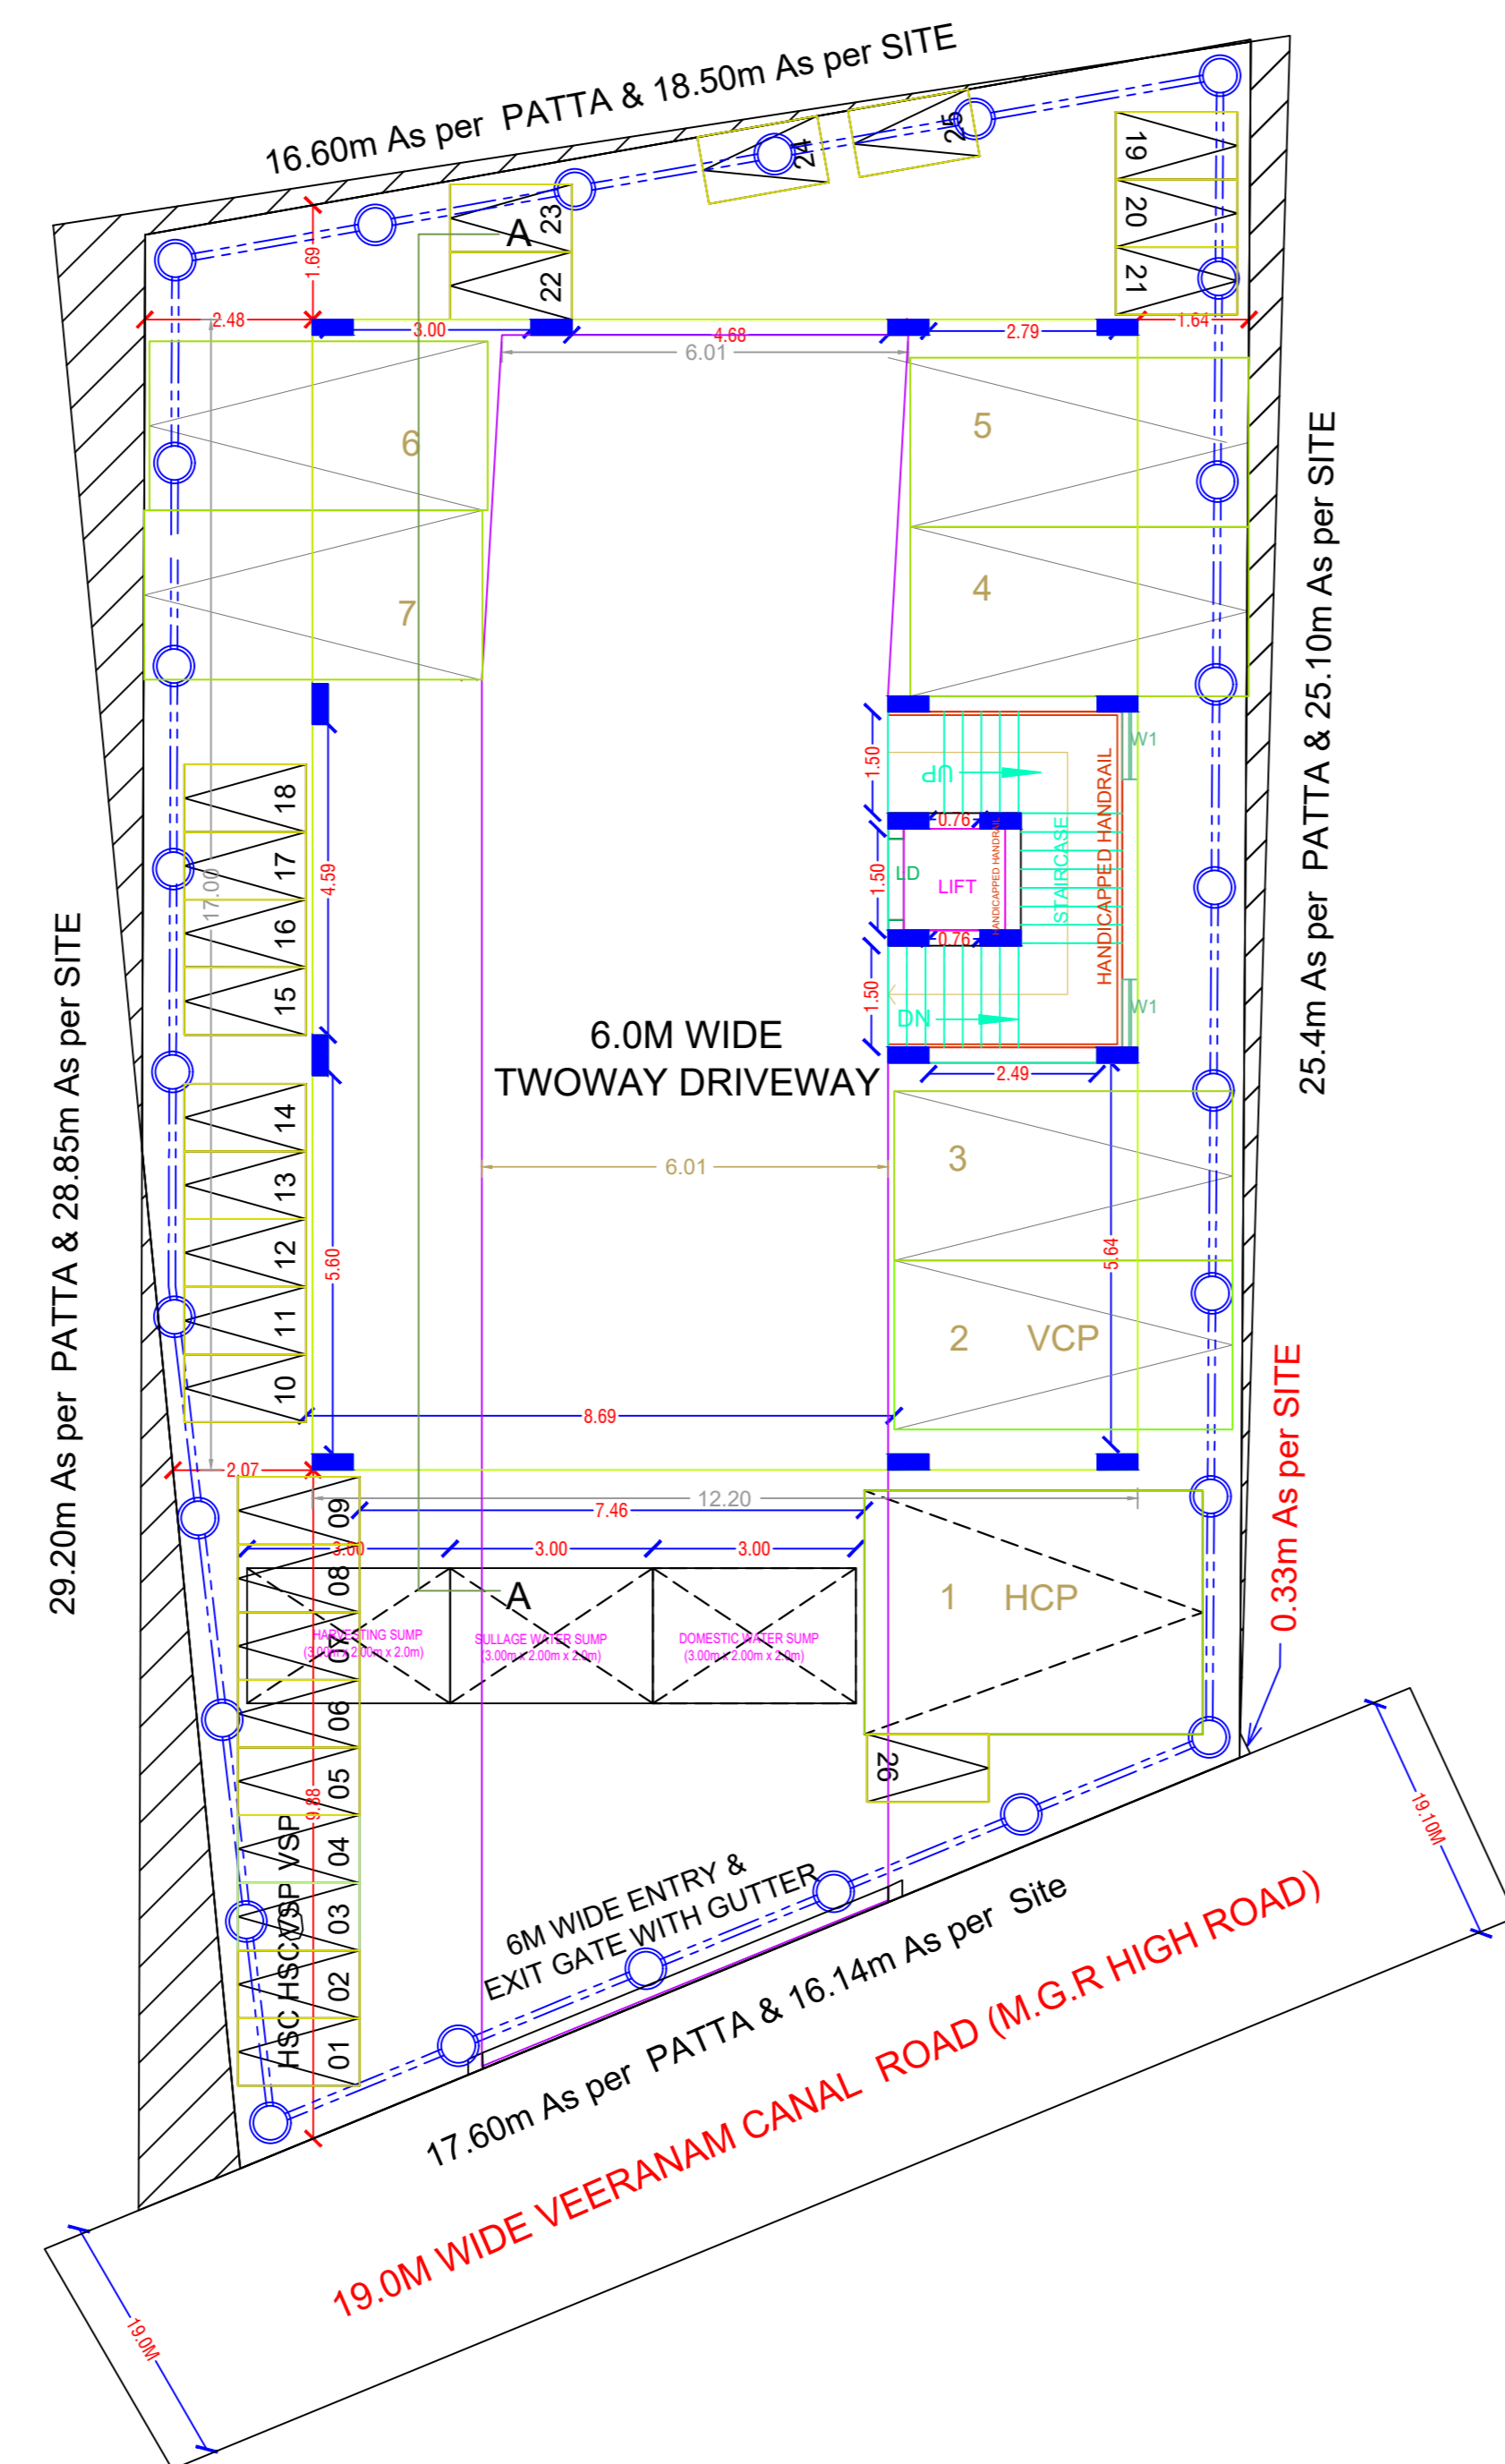 16.60m As per PATTA & 18.50m As per SITE
25
24
19
20
21
23
A
22
1.69
2.48
3.00
4.68
2.79
1.64
6.01
6
5
7
4
29.20m As per PATTA & 28.85m As per SITE
25.4m As per PATTA & 25.10m As per SITE
17.00
18
17
16
15
4.59
1.50
UP
W1
0.76
1.50
LD
LIFT
HANDICAPPED HANDRAIL
STAIRCASE
HANDICAPPED HANDRAIL
0.76
1.50
DN
W1
2.49
6.0M WIDE
TWOWAY DRIVEWAY
14
13
12
11
10
5.60
6.01
3
5.64
2 VCP
8.69
2.07
12.20
7.46
3.00
3.00
3.00
09
08
07
06
05
04
03
02
01
A
HARVESTING SUMP
(3.00m x 2.00m x 2.0m)
SULLAGE WATER SUMP
(3.00m x 2.00m x 2.0m)
DOMESTIC WATER SUMP
(3.00m x 2.00m x 2.0m)
1 HCP
26
0.33m As per SITE
9.88
HSC HSC VSP VSP
6M WIDE ENTRY &
EXIT GATE WITH GUTTER
17.60m As per PATTA & 16.14m As per Site
19.0M WIDE VEERANAM CANAL ROAD (M.G.R HIGH ROAD)
19.10M
19.0M